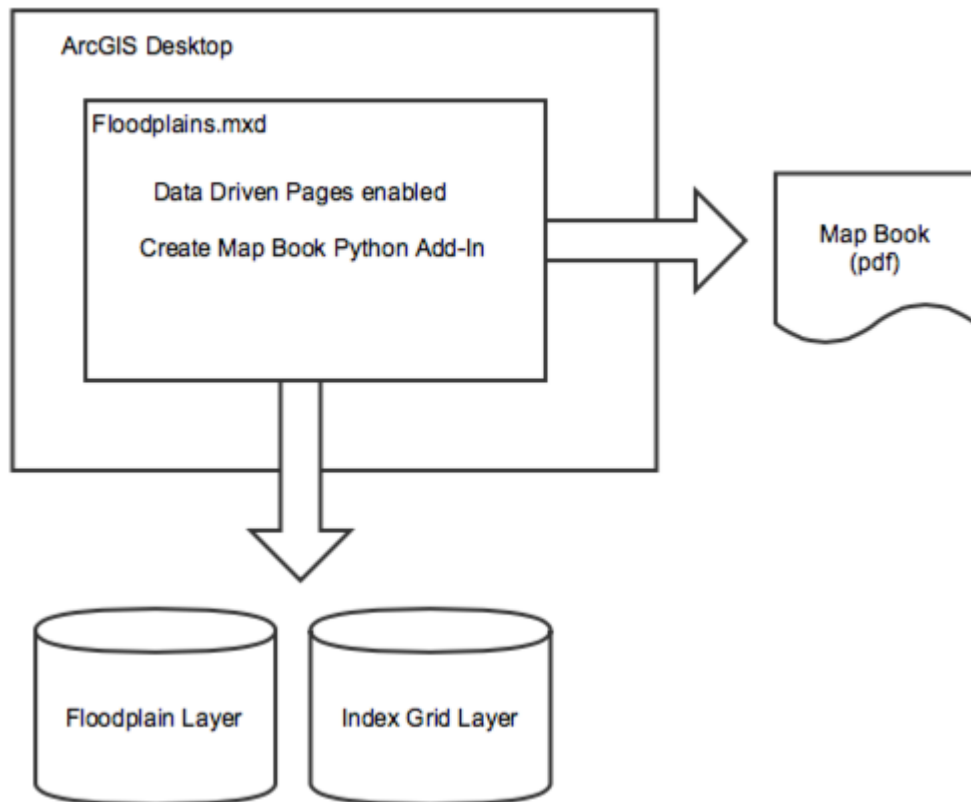 ArcGIS Desktop
Floodplains.mxd
Data Driven Pages enabled
Create Map Book Python Add-In
Map Book
(pdf)
Floodplain Layer
Index Grid Layer